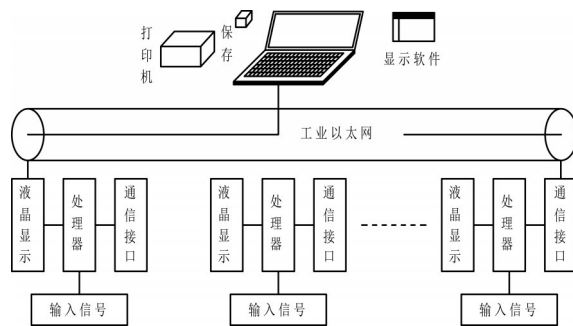 打印机
保存
显示软件
工业以太网
液晶显示
处理器
通信接口
液晶显示
处理器
通信接口
液晶显示
处理器
通信接口
输入信号
输入信号
输入信号